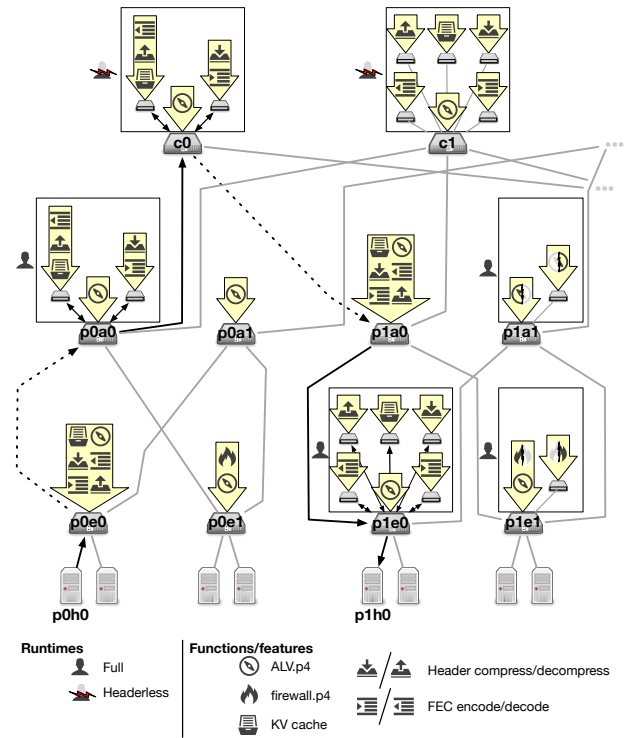 c0
c1
p0a0
p0a1
p1a0
p1a1
p0e0
p0e1
p1e0
p1e1
p0h0
p1h0
Runtimes
Full
Headerless
Functions/features
ALV.p4
firewall.p4
KV cache
Header compress/decompress
FEC encode/decode